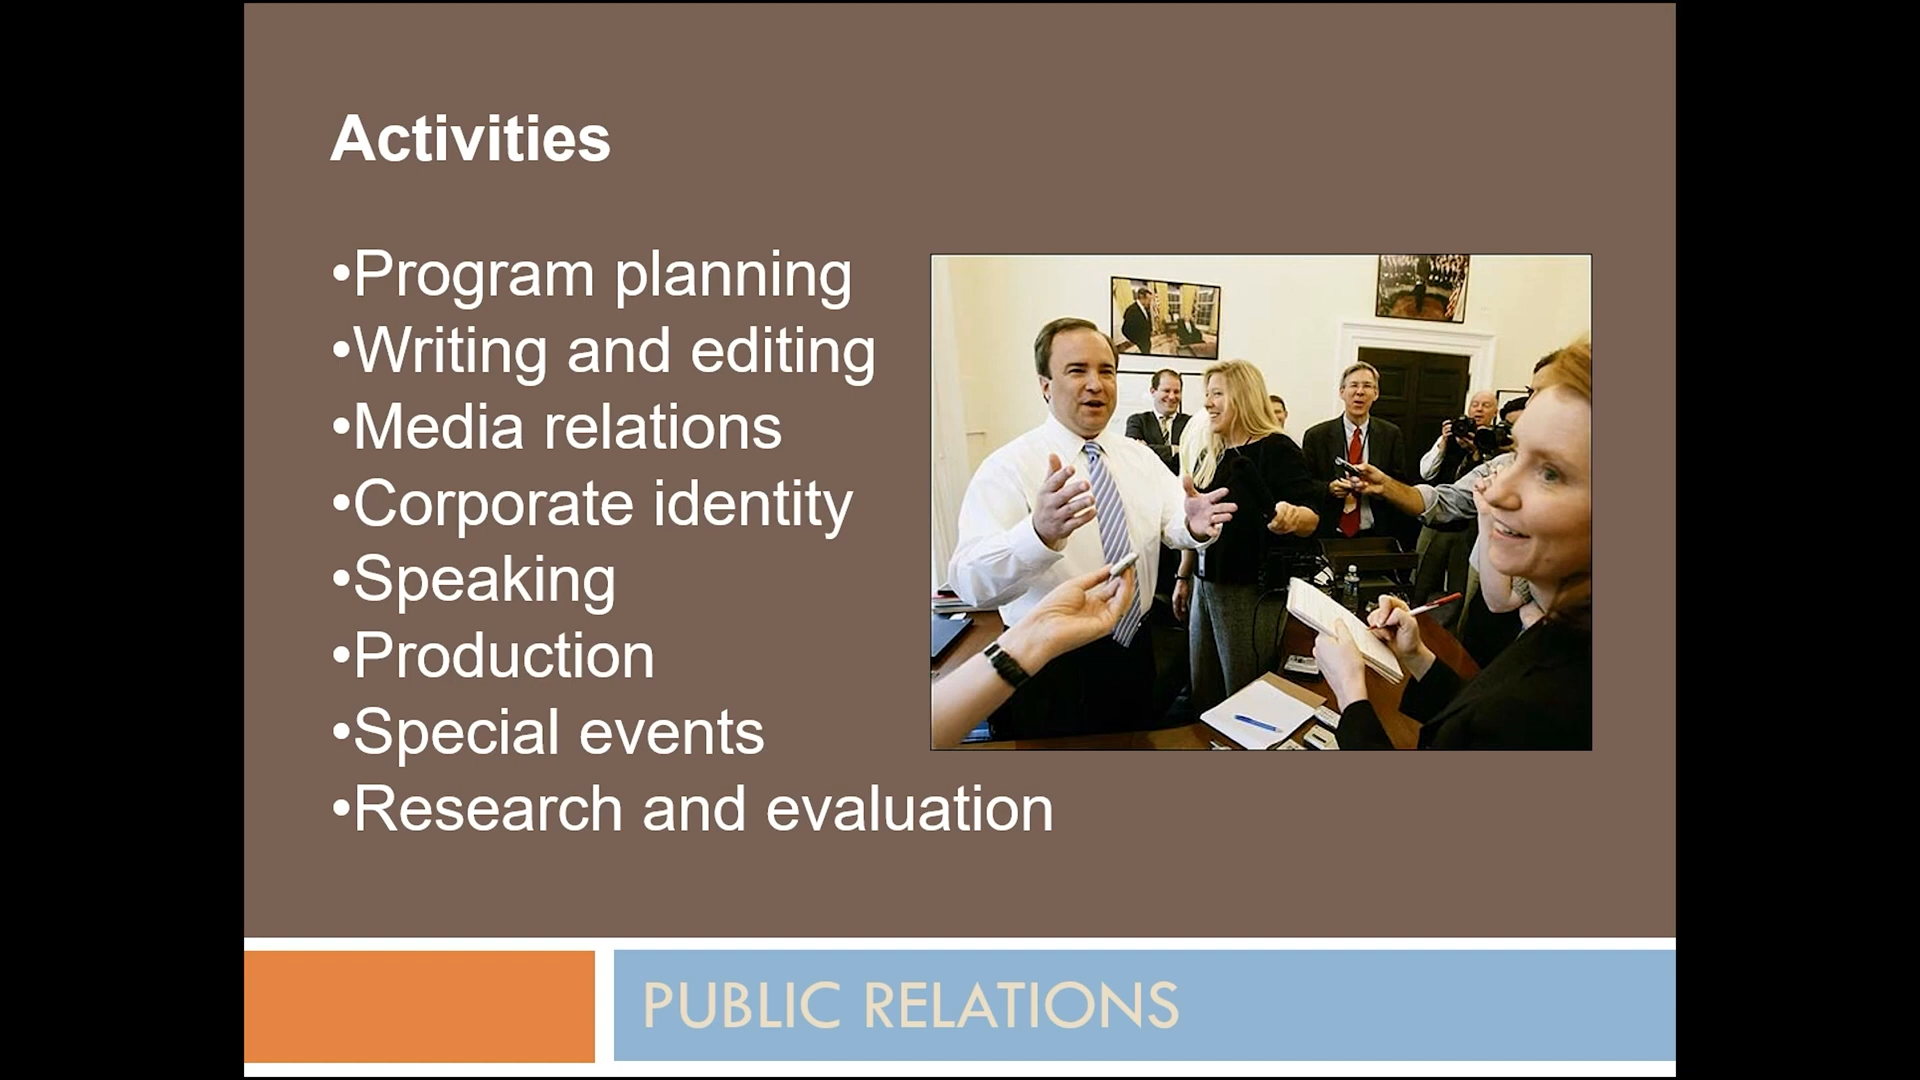 Activities
•Program planning
•Writing and editing
•Media relations
•Corporate identity
•Speaking
•Production
•Special events
•Research and evaluation
PUBLIC RELATIONS